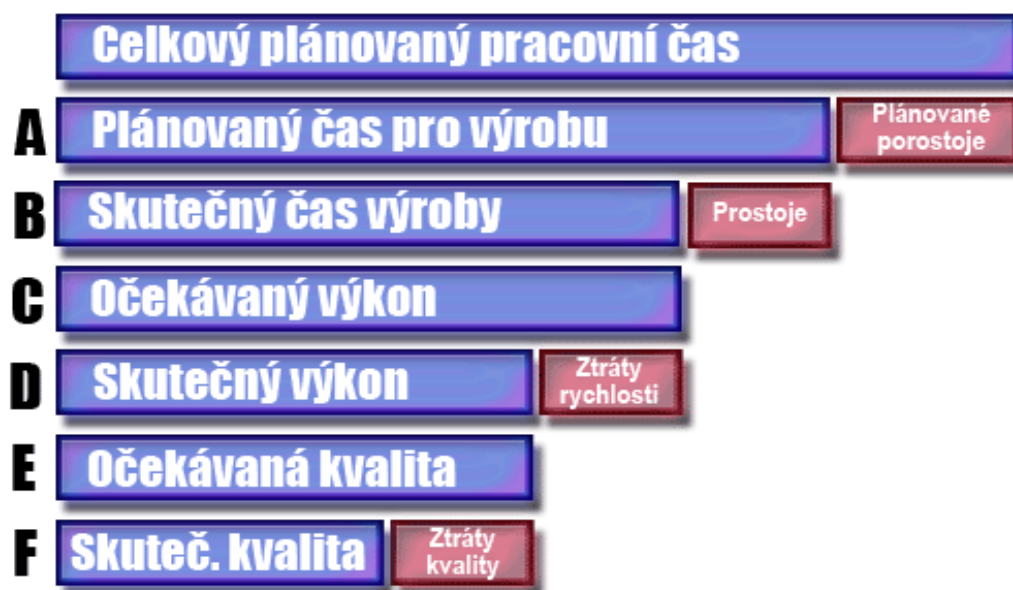 Celkový plánovaný pracovní čas
A Plánovaný čas pro výrobu Plánované
porostoje
B Skutečný čas výroby Prostoje
C Očekávaný výkon
D Skutečný výkon Ztráty
rychlosti
E Očekávaná kvalita
F Skuteč. kvalita Ztráty
kvality